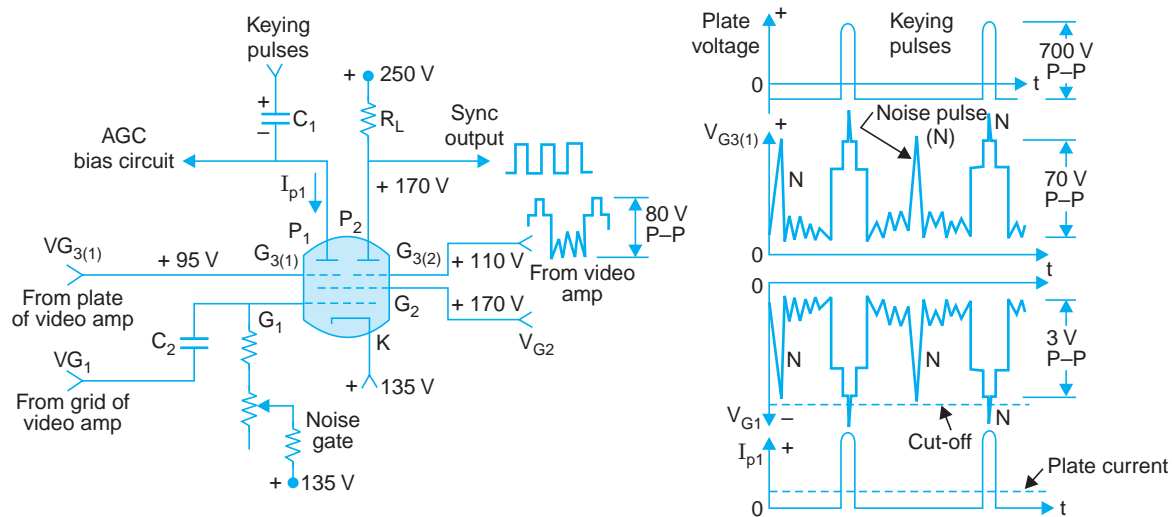 Keying
pulses
+ 250 V
+
–
C1
RL
AGC
bias circuit
Sync
output
Ip1
+ 170 V
P1
P2
80 V
P–P
VG3(1)
+ 95 V
G3(1)
G3(2)
+ 110 V
From video
amp
From plate
of video amp
G1
G2
+ 170 V
VG2
C2
K
VG1
+ 135 V
From grid of
video amp
Noise
gate
+ 135 V
Plate
voltage
+
Keying
pulses
700 V
P–P
0
t
Noise pulse
(N)
N
VG3(1)
+
N
70 V
P–P
0
t
0
t
N
N
3 V
P–P
VG1
–
N
Cut-off
Ip1
+
Plate current
0
t